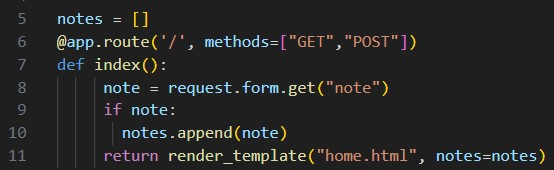 5 notes = []
6 @app.route('/', methods=["GET","POST"])
7 def index():
8 note = request.form.get("note")
9 if note:
10 notes.append(note)
11 return render_template("home.html", notes=notes)